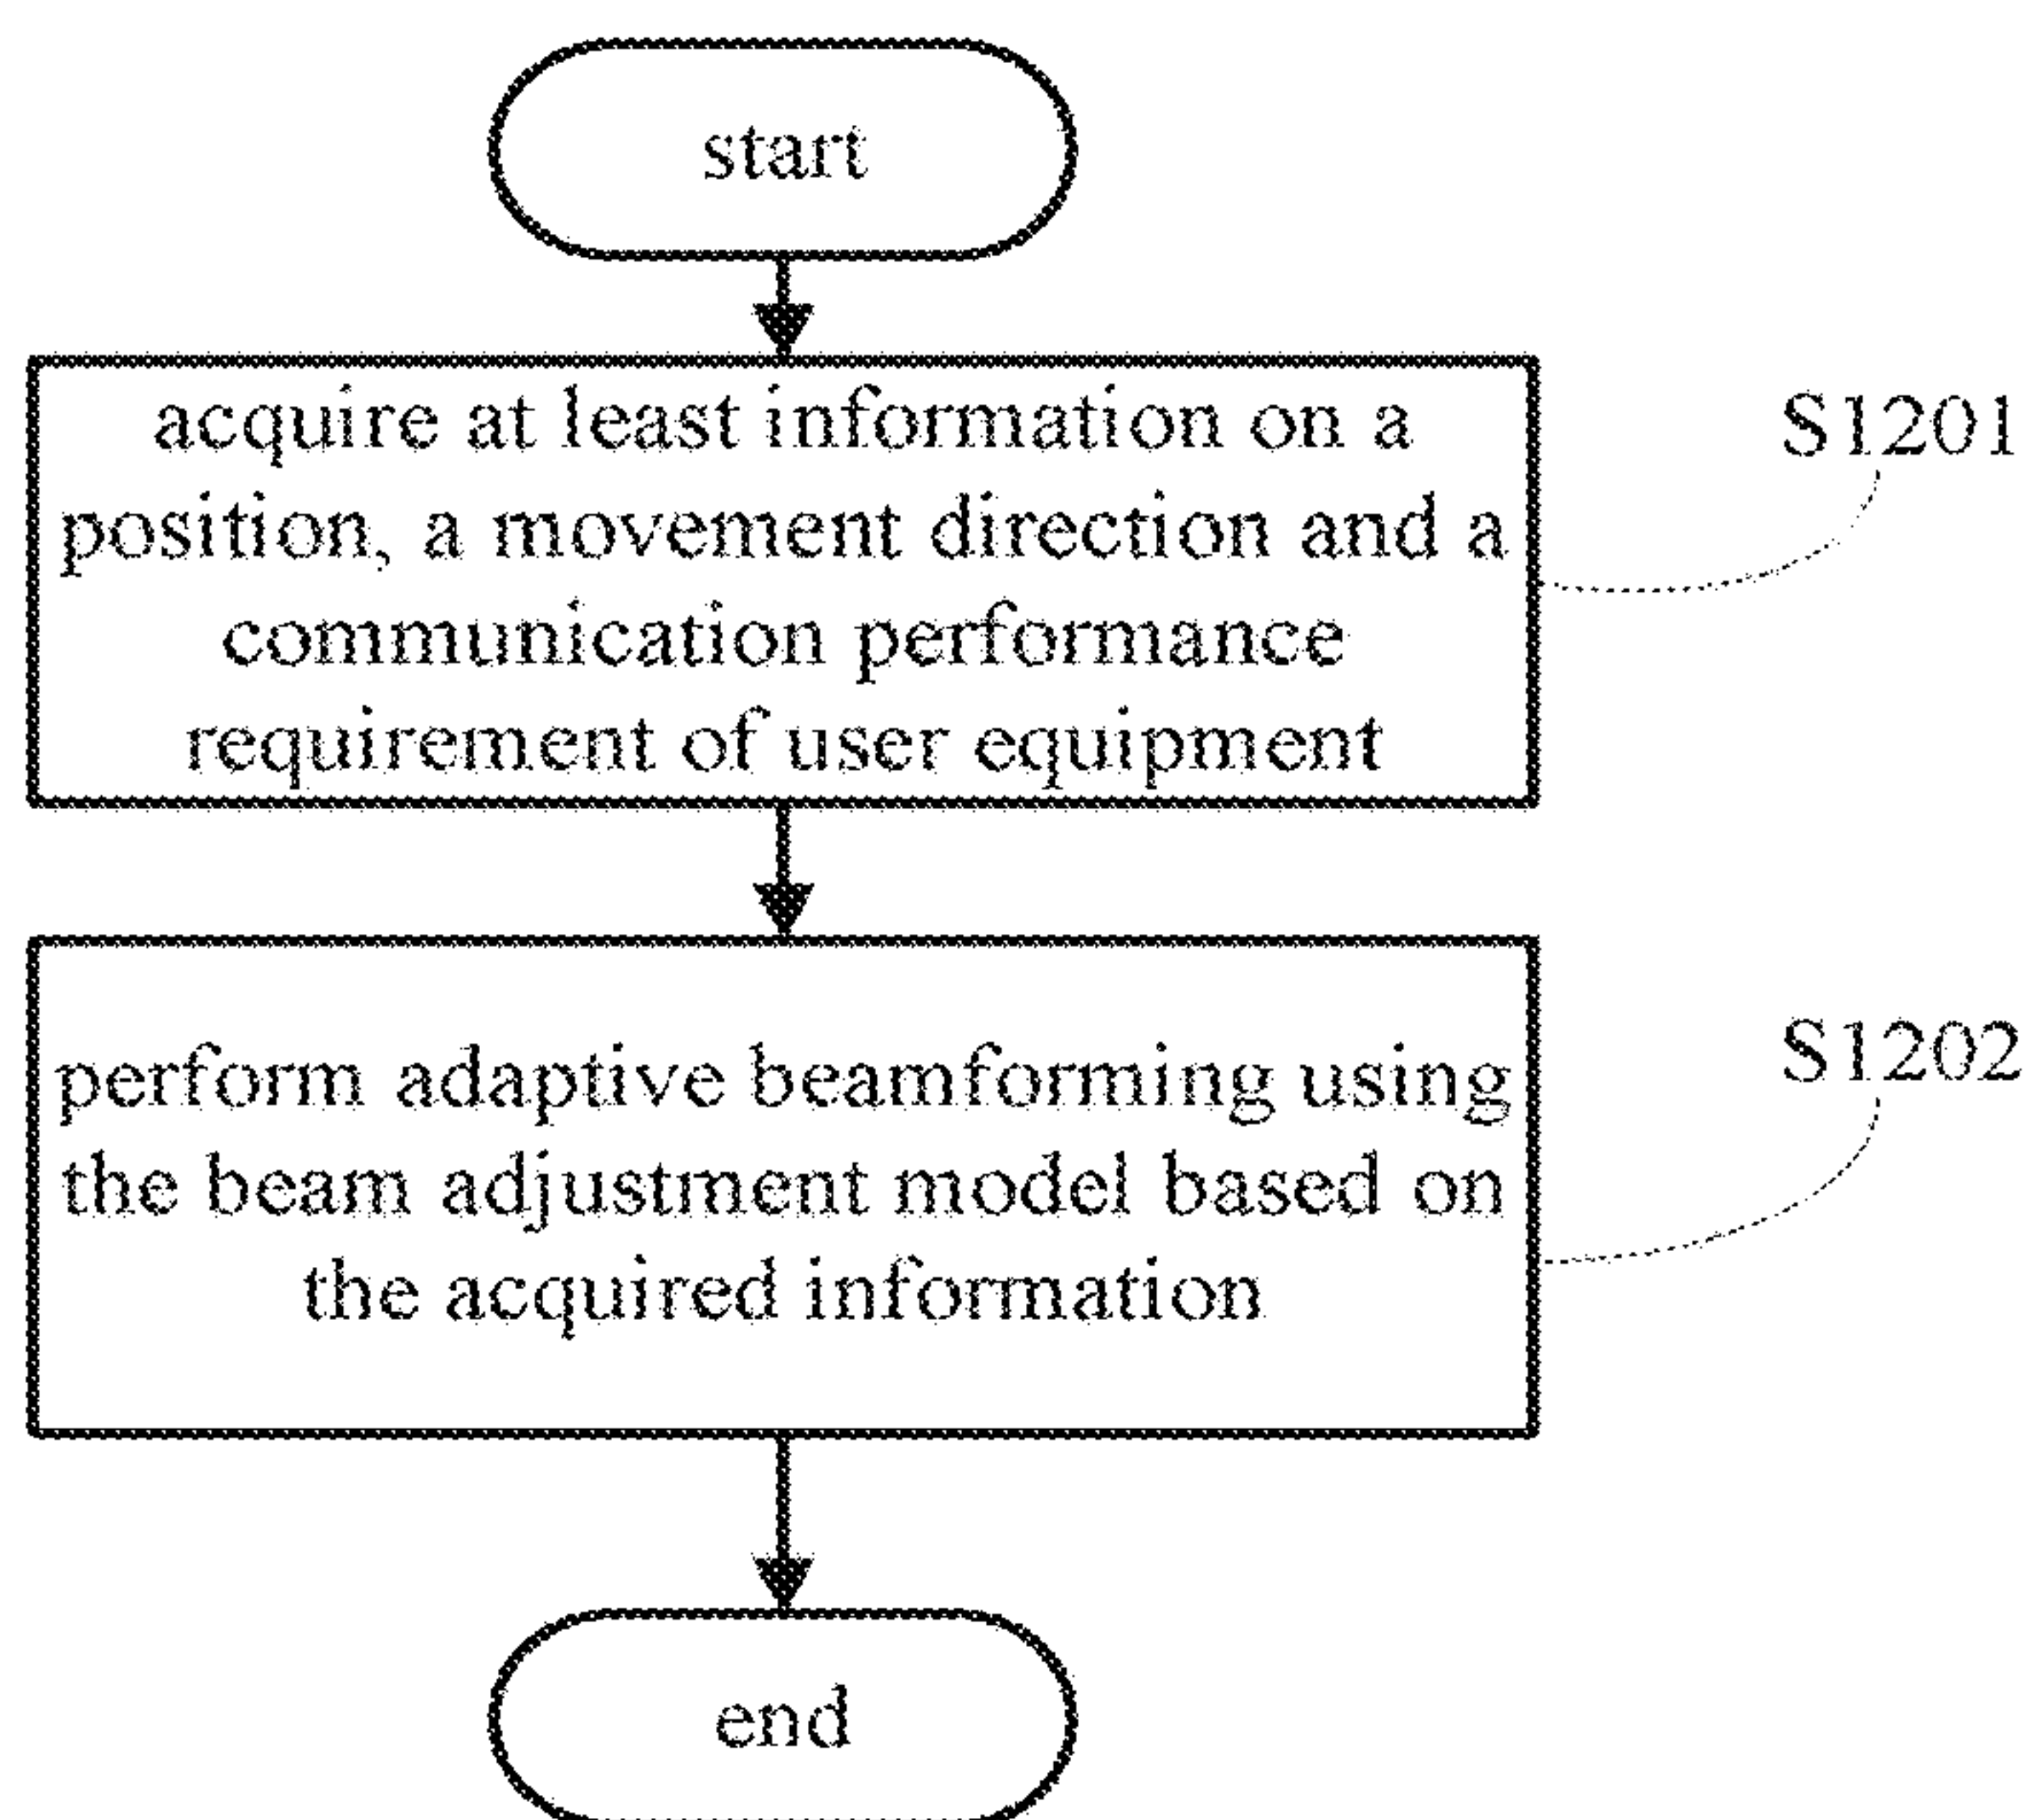 start
acquire at least information on a
position, a movement direction and a
communication performance
requirement of user equipment
S1201
perform adaptive beamforming using
the beam adjustment model based on
the acquired information
S1202
end